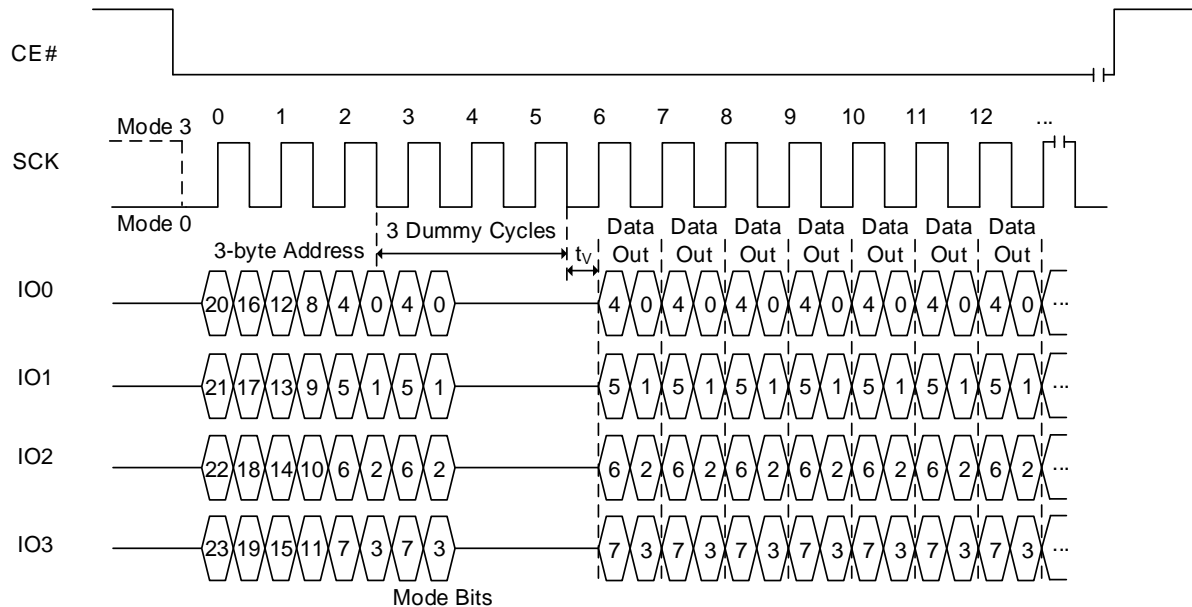 CE#
0 1 2 3 4 5 6 7 8 9 10 11 12 ...
Mode 3
SCK
Mode 0
3-byte Address
3 Dummy Cycles
tV
Data Out Data Out Data Out Data Out Data Out Data Out Data Out
IO0 20 16 12 8 4 0 4 0 4 0 4 0 4 0 4 0 4 0 4 0 4 0 ...
IO1 21 17 13 9 5 1 5 1 5 1 5 1 5 1 5 1 5 1 5 1 5 1 ...
IO2 22 18 14 10 6 2 6 2 6 2 6 2 6 2 6 2 6 2 6 2 6 2 ...
IO3 23 19 15 11 7 3 7 3 7 3 7 3 7 3 7 3 7 3 7 3 7 3 ...
Mode Bits